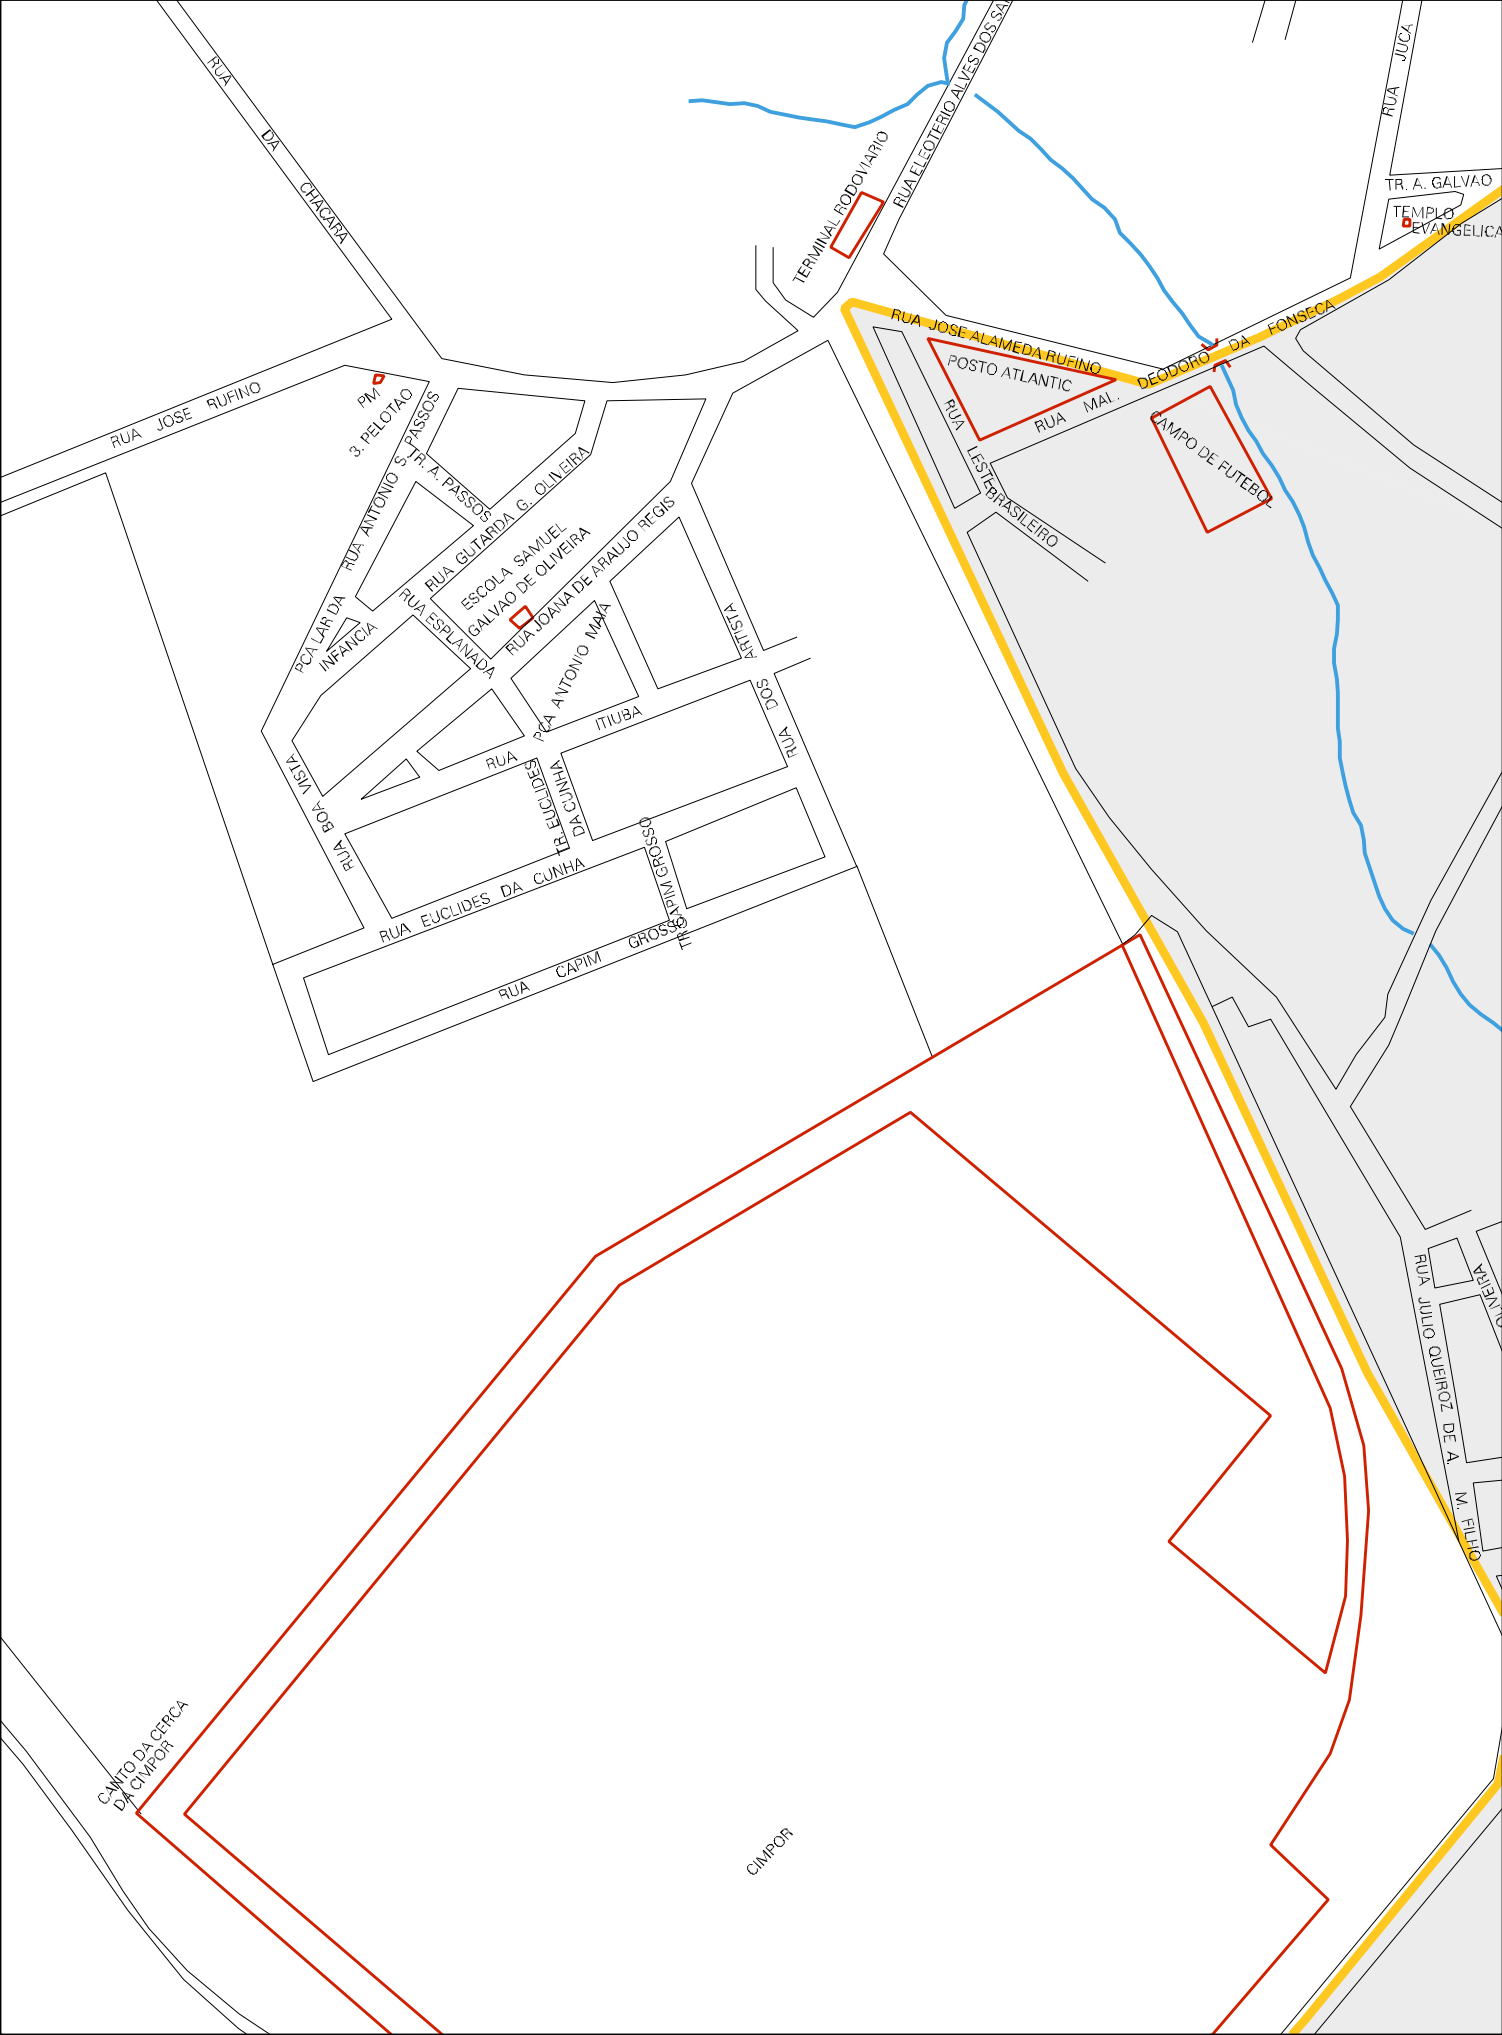 RUA DA CHACARA
RUA ELEOTERIO ALVES DOS SA
RUA JUCA
TERMINAL RODOVIARIO
TR. A. GALVAO
TEMPLO
EVANGELICA
RUA JOSE ALAMEDA RUFINO
POSTO ATLANTIC
RUA MAL. DEODORO DA FONSECA
CAMPO DE FUTEBOL
RUA LESTE BRASILEIRO
RUA JOSE RUFINO
PM
3. PELOTAO
RUA ANTONIO S. PASSOS
TR. A. PASSOS
RUA GUTARDA G. OLIVEIRA
ESCOLA SAMUEL
GALVAO DE OLIVEIRA
RUA JOANA DE ARAUJO REGIS
RUA ESPLANADA
PCA LAR DA
INFANCIA
PCA ANTONIO MAIA
RUA DOS ARTISTA
RUA ITIUBA
RUA BOA VISTA
TR. EUCLIDES
DA CUNHA
RUA EUCLIDES DA CUNHA
TR. CAPIM GROSSO
RUA CAPIM GROSSO
RUA JULIO QUEIROZ DE A. M. FILHO
OLIVEIRA
CANTO DA CERCA
DA CIMPOR
CIMPOR